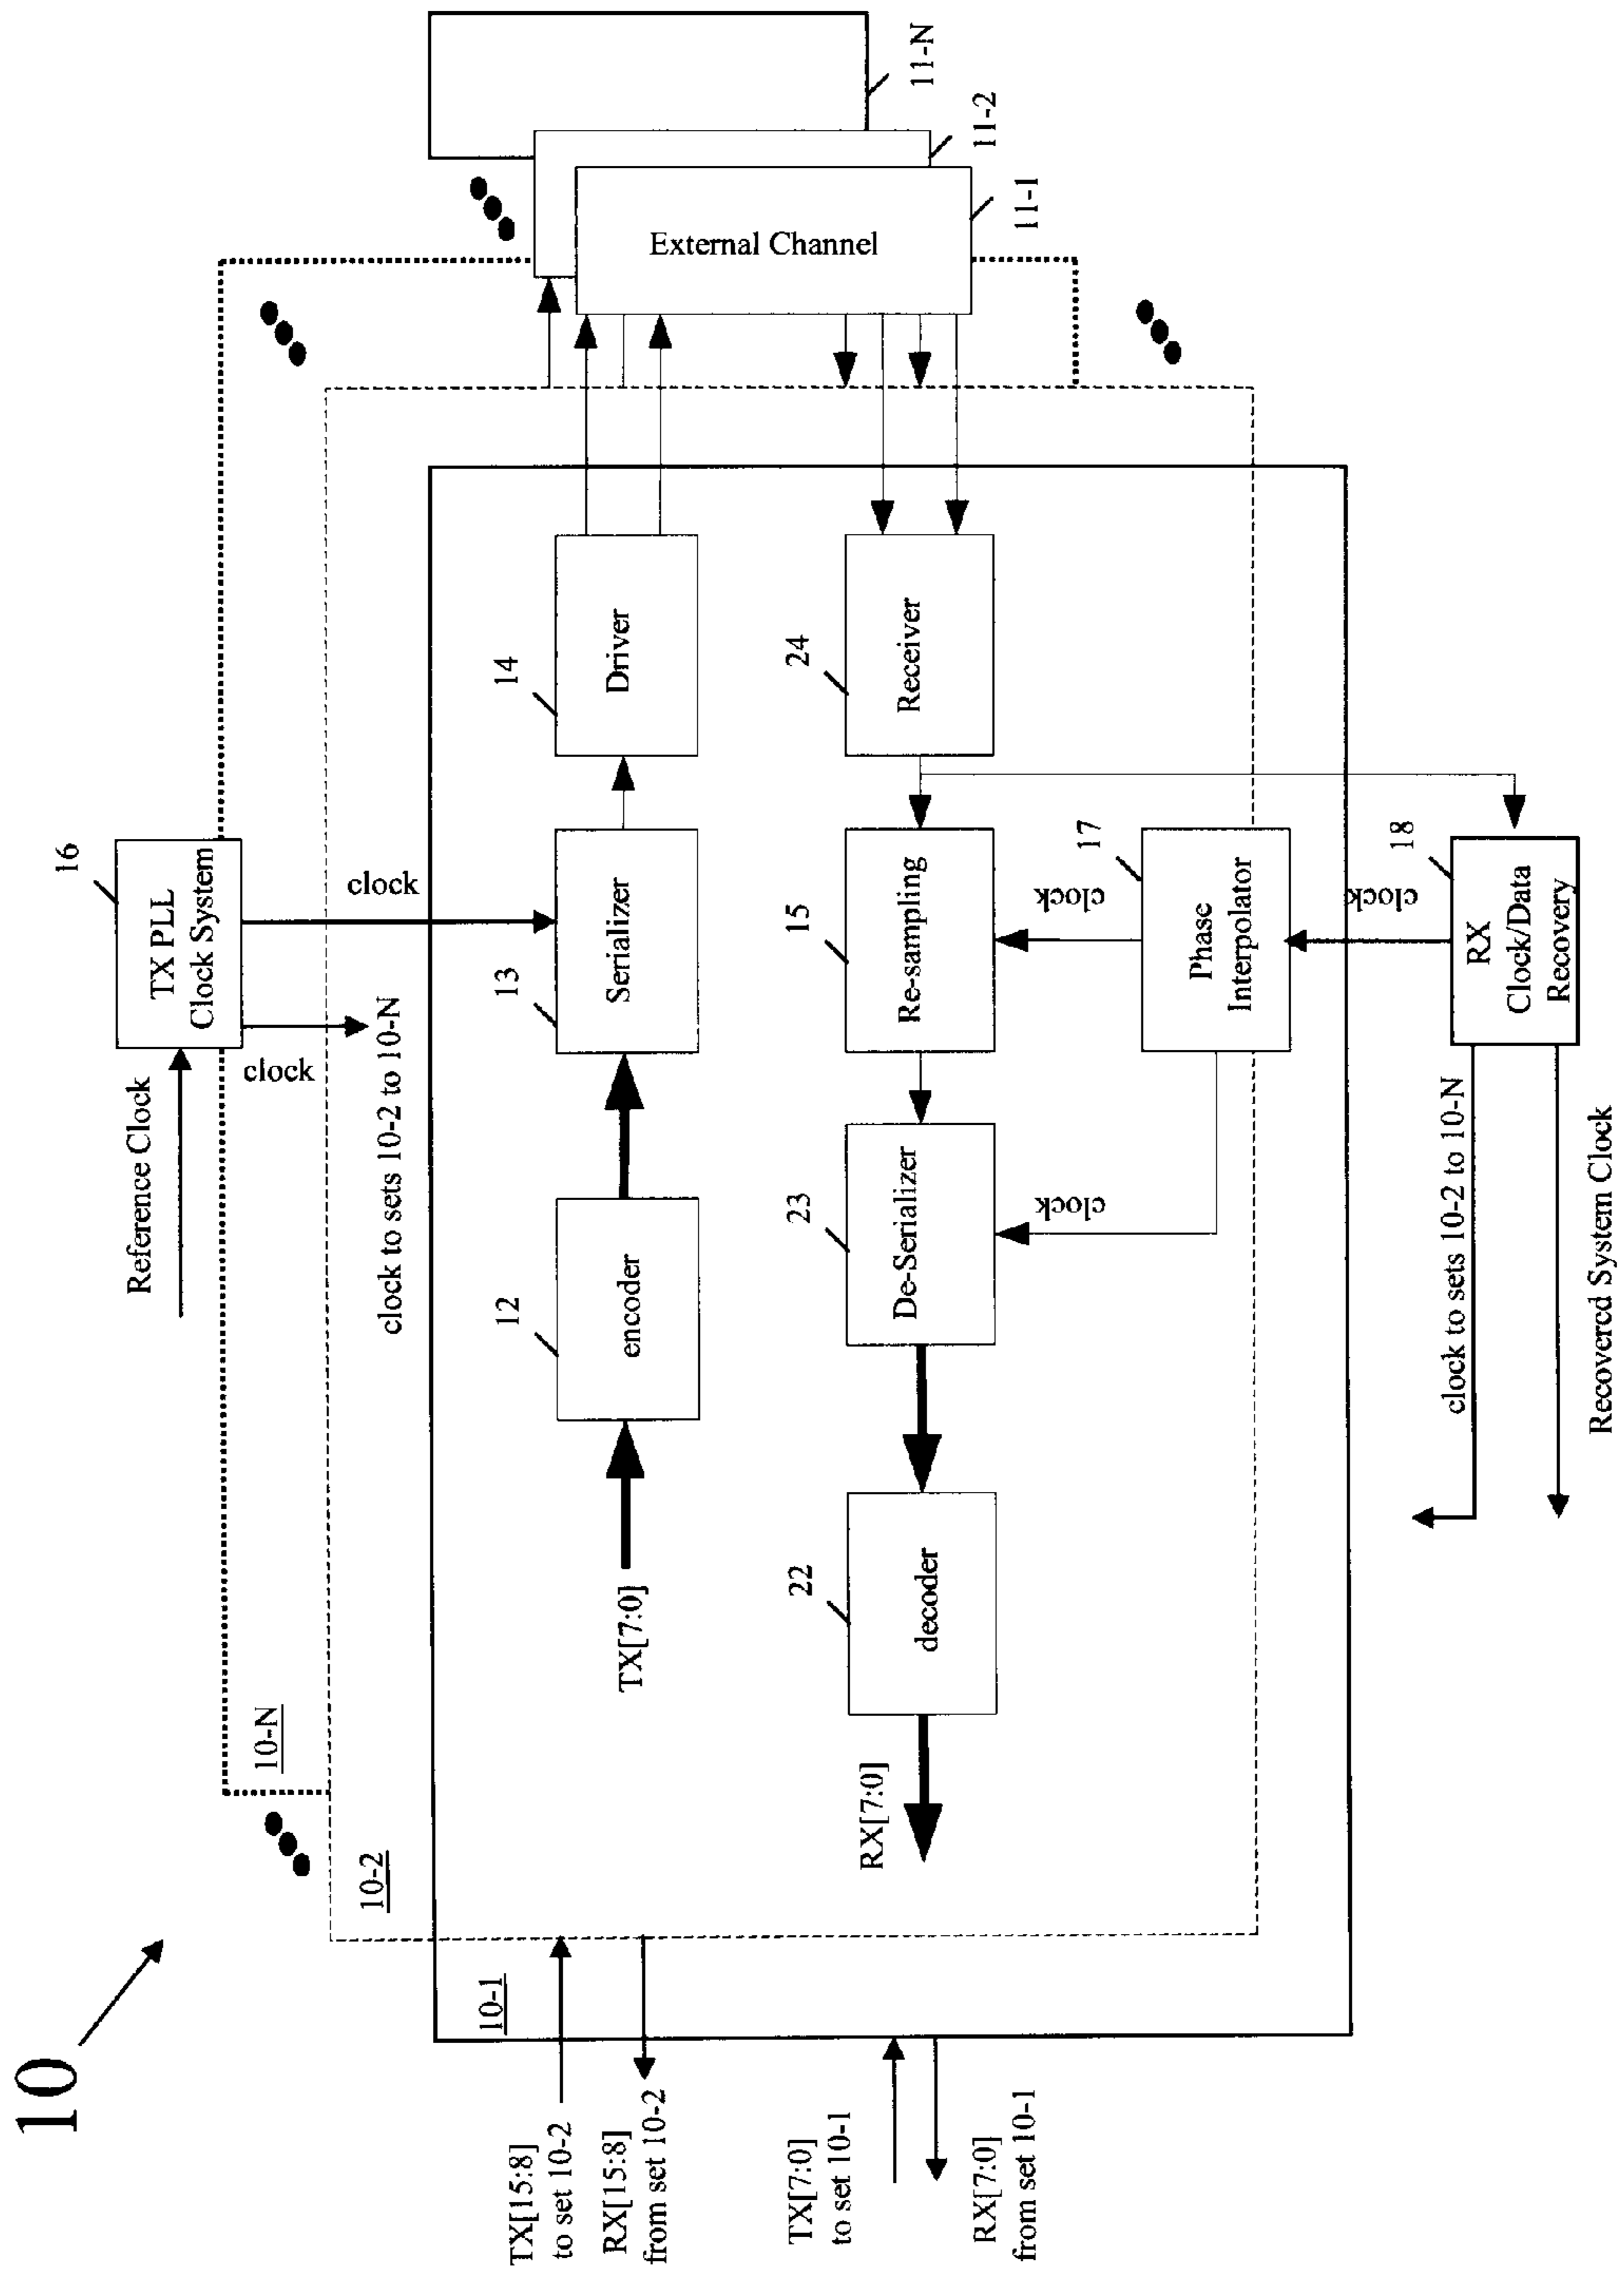 10
Reference Clock
16
TX PLL
Clock System
clock
clock
clock to sets 10-2 to 10-N
10-N
10-2
10-1
TX[15:8]
to set 10-2
RX[15:8]
from set 10-2
TX[7:0]
to set 10-1
RX[7:0]
from set 10-1
TX[7:0]
12
encoder
13
Serializer
14
Driver
External Channel
11-N
11-2
11-1
RX[7:0]
22
decoder
23
De-Serializer
15
Re-sampling
24
Receiver
clock
clock
17
Phase
Interpolator
clock
18
RX
Clock/Data
Recovery
clock to sets 10-2 to 10-N
Recovered System Clock